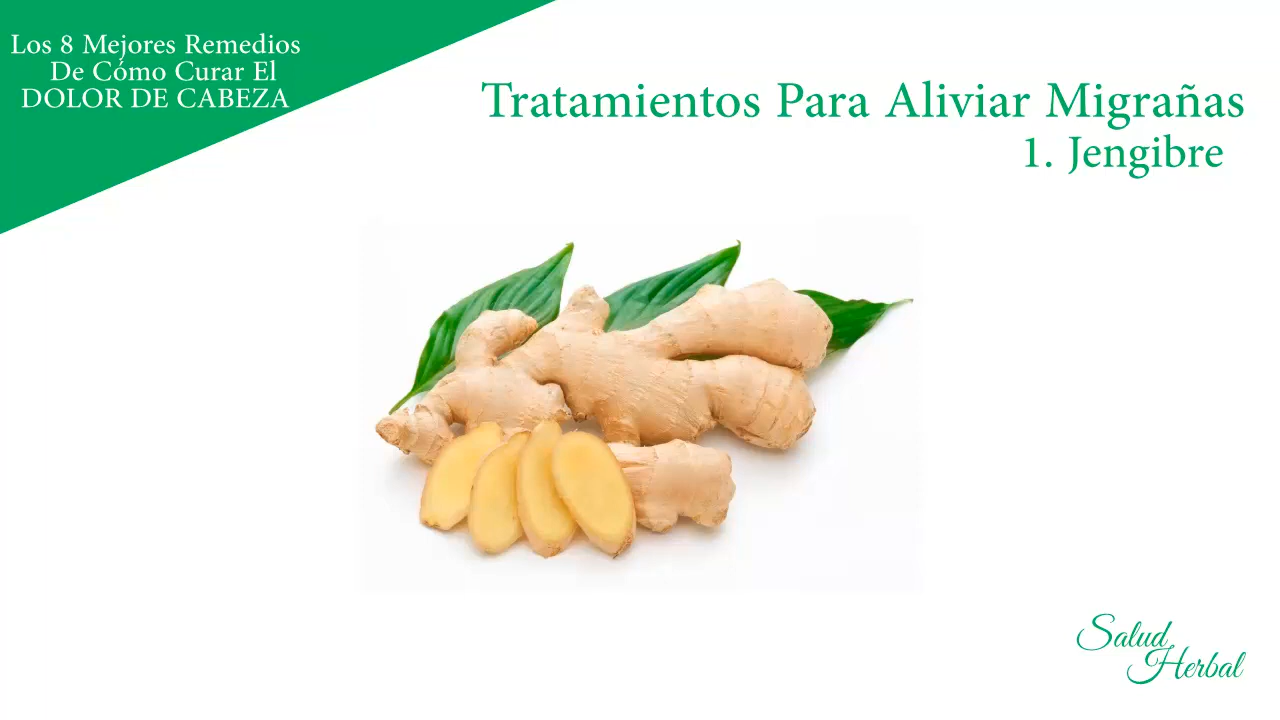 Los 8 Mejores Remedios
De Cómo Curar El
DOLOR DE CABEZA
Tratamientos Para Aliviar Migrañas
1. Jengibre
Salud
Herbal